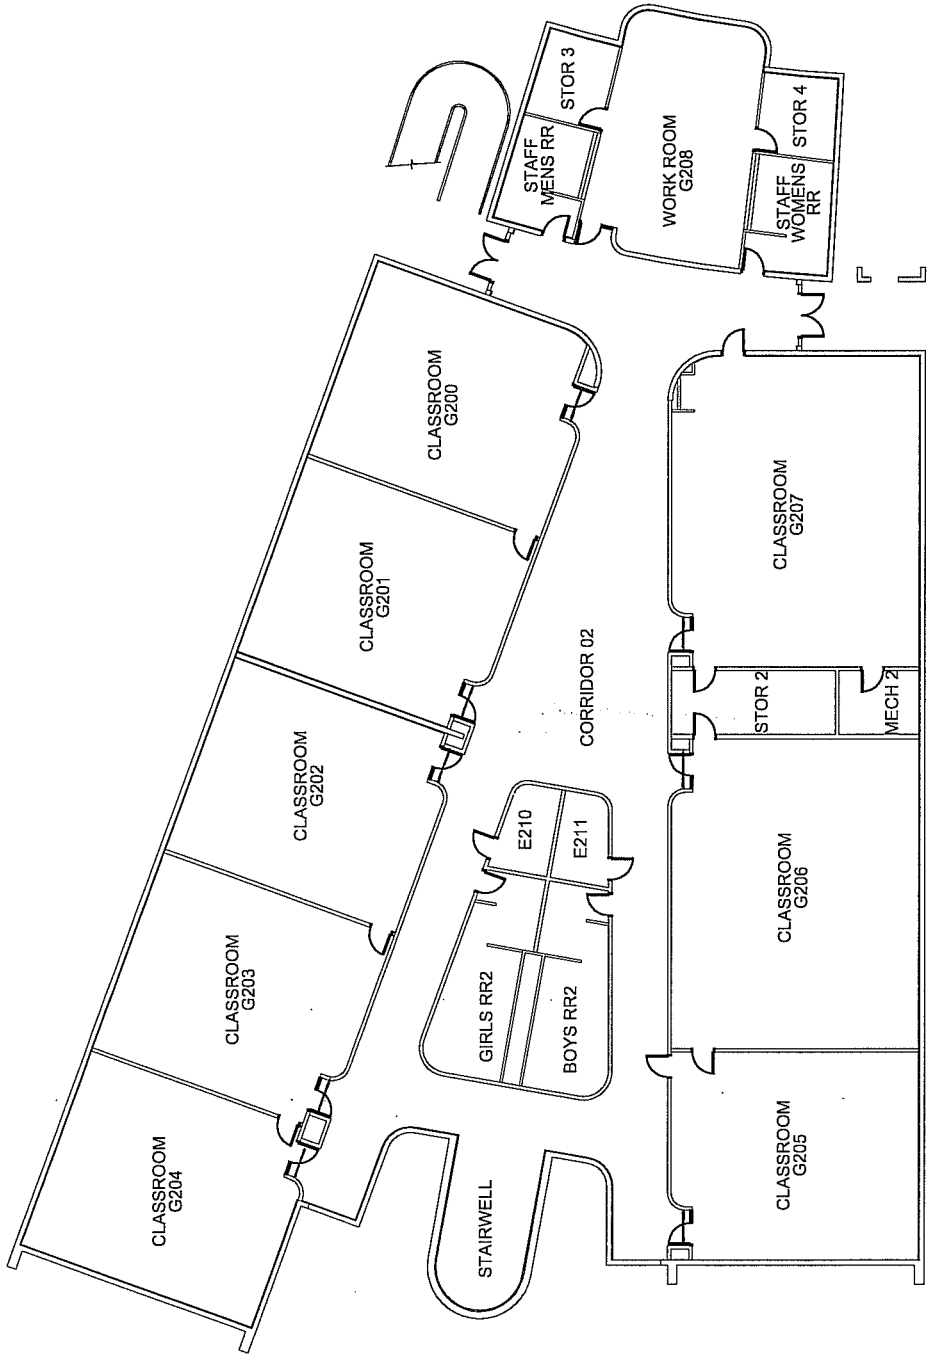 STOR 3
STAFF
MENS RR
WORK ROOM
G208
STOR 4
STAFF
WOMENS
RR
CLASSROOM
G200
CLASSROOM
G201
CLASSROOM
G202
CLASSROOM
G203
CLASSROOM
G204
CORRIDOR 02
CLASSROOM
G207
STOR 2
MECH 2
E210
E211
GIRLS RR2
BOYS RR2
CLASSROOM
G206
CLASSROOM
G205
STAIRWELL